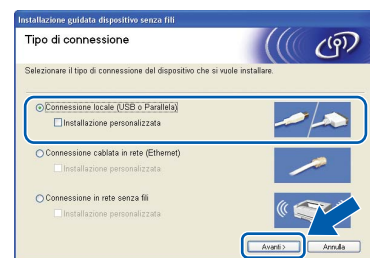 Installazione guidata dispositivo senza fili
Tipo di connessione
Selezionare il tipo di connessione del dispositivo che si vuole installare.
Connessione locale (USB o Parallela)
Installazione personalizzata
Connessione cablata in rete (Ethernet)
Installazione personalizzata
Connessione in rete senza fili
Installazione personalizzata
Avanti >
Annulla